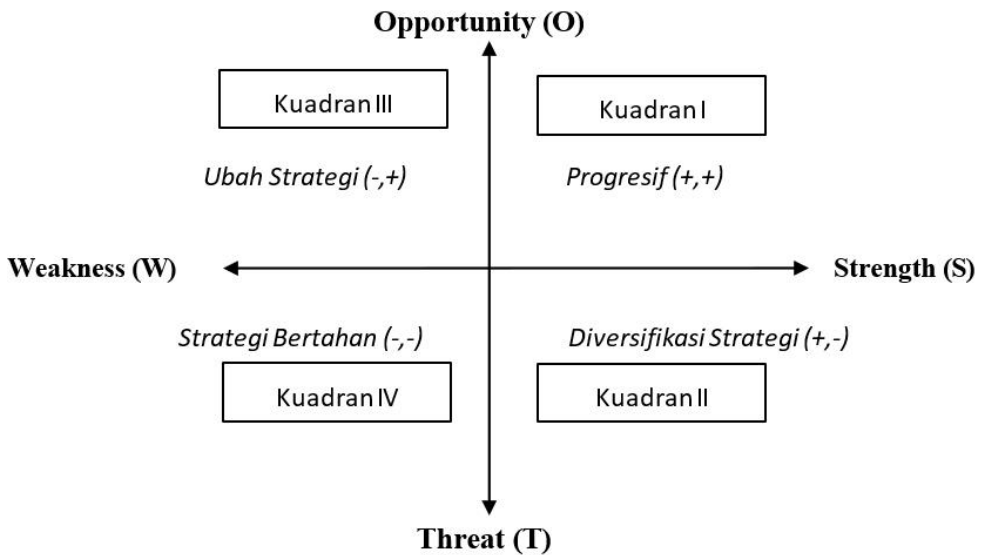 Opportunity (O)
Kuadran III
Kuadran I
Ubah Strategi (-,+)
Progresif (+,+)
Weakness (W)
Strength (S)
Strategi Bertahan (-,-)
Diversifikasi Strategi (+,-)
Kuadran IV
Kuadran II
Threat (T)